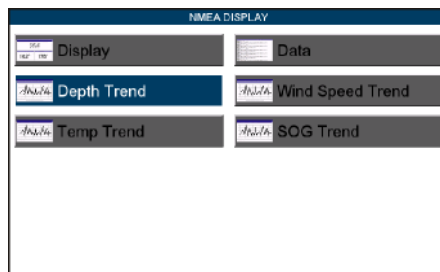 NMEA DISPLAY
Display
Data
Depth Trend
Wind Speed Trend
Temp Trend
SOG Trend